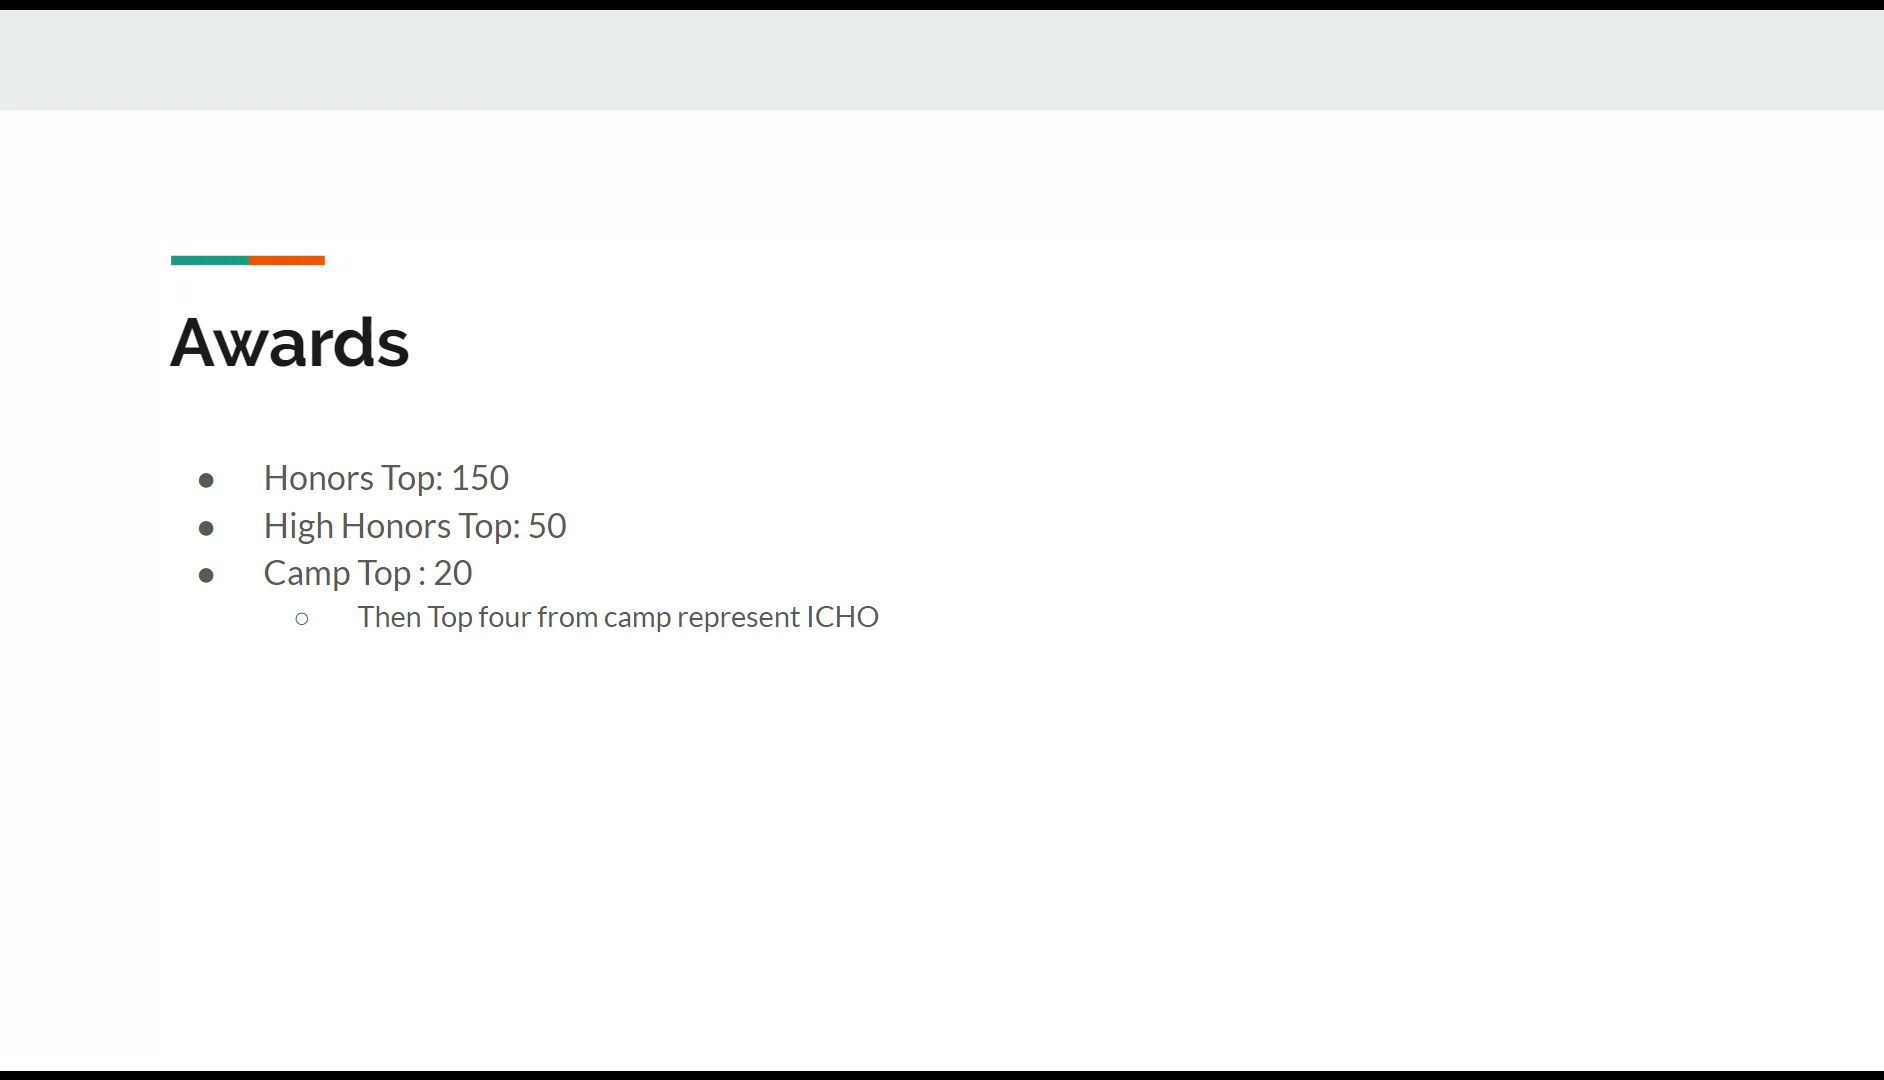 Awards
● Honors Top: 150
● High Honors Top: 50
● Camp Top : 20
○ Then Top four from camp represent ICHO